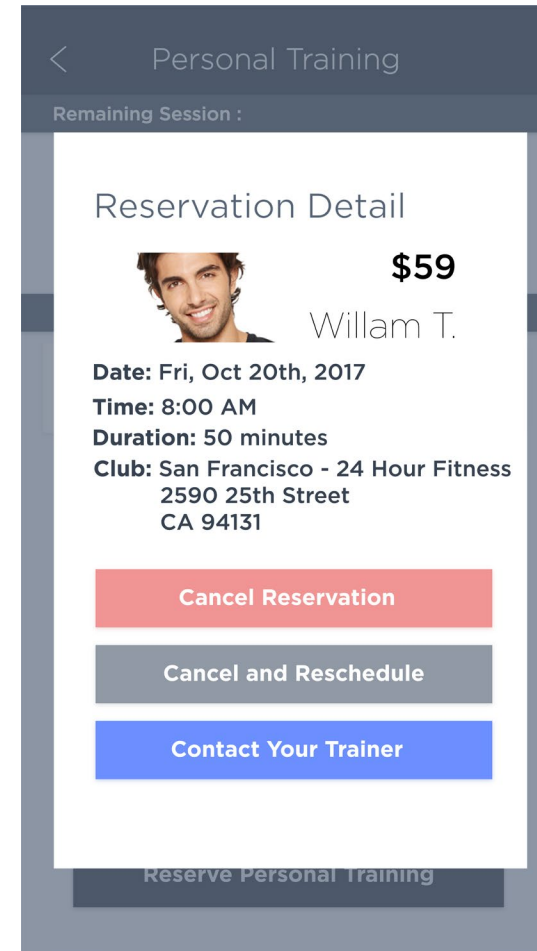 Personal Training
Remaining Session :
Reservation Detail
$59
Willam T.
Date: Fri, Oct 20th, 2017
Time: 8:00 AM
Duration: 50 minutes
Club: San Francisco - 24 Hour Fitness
2590 25th Street
CA 94131
Cancel Reservation
Cancel and Reschedule
Contact Your Trainer
Reserve Personal Training